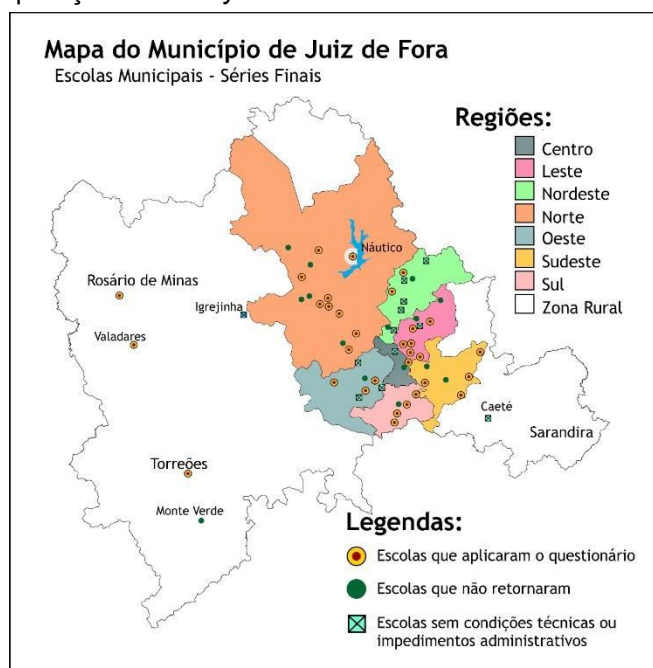 Mapa do Município de Juiz de Fora
Escolas Municipais - Séries Finais
Regiões:
Centro
Leste
Nordeste
Norte
Oeste
Sudeste
Sul
Zona Rural
Náutico
Rosário de Minas
Igrejinha
Valadares
Caeté
Sarandira
Torreões
Monte Verde
Legendas:
Escolas que aplicaram o questionário
Escolas que não retornaram
Escolas sem condições técnicas ou
impedimentos administrativos